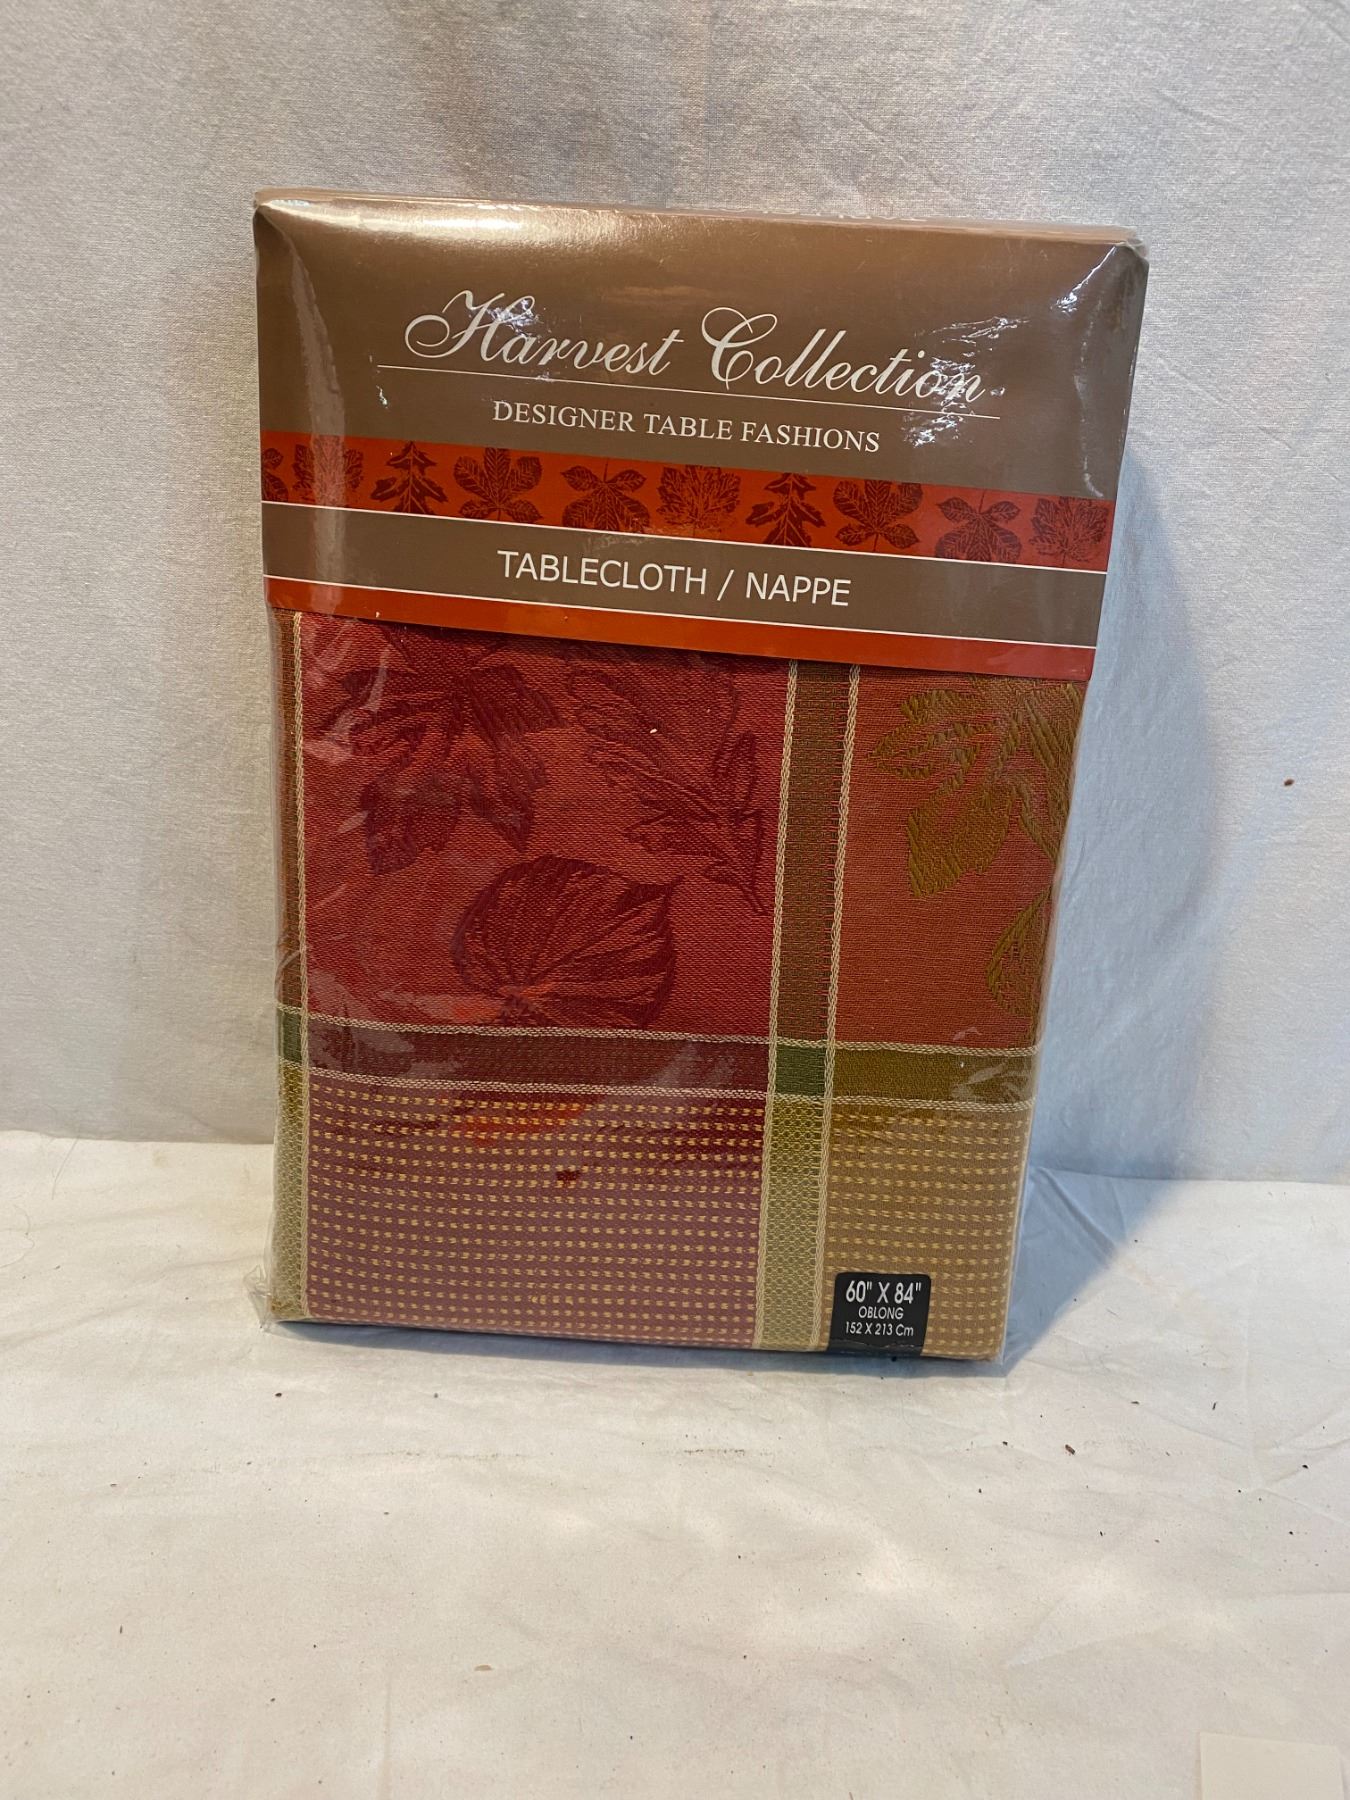 Harvest Collection
DESIGNER TABLE FASHIONS
TABLECLOTH / NAPPE
60" X 84"
OBLONG
152 X 213 Cm